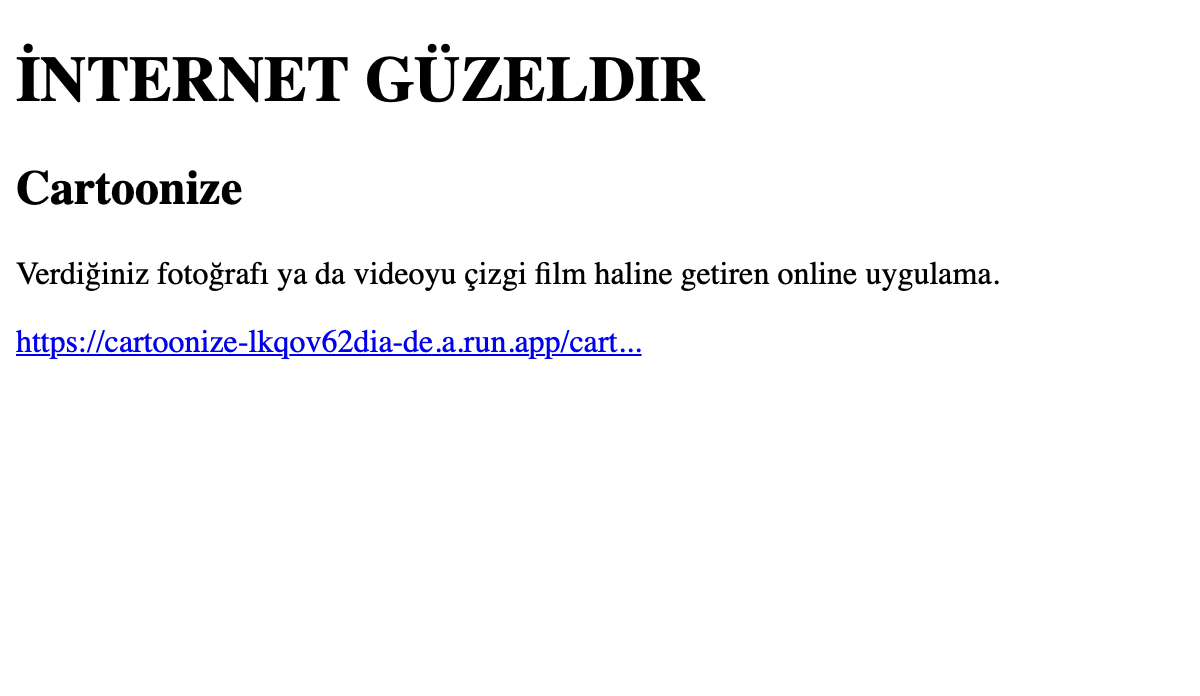 İNTERNET GÜZELDIR
Cartoonize
Verdiğiniz fotoğrafı ya da videoyu çizgi film haline getiren online uygulama.
https://cartoonize-lkqov62dia-de.a.run.app/cart...